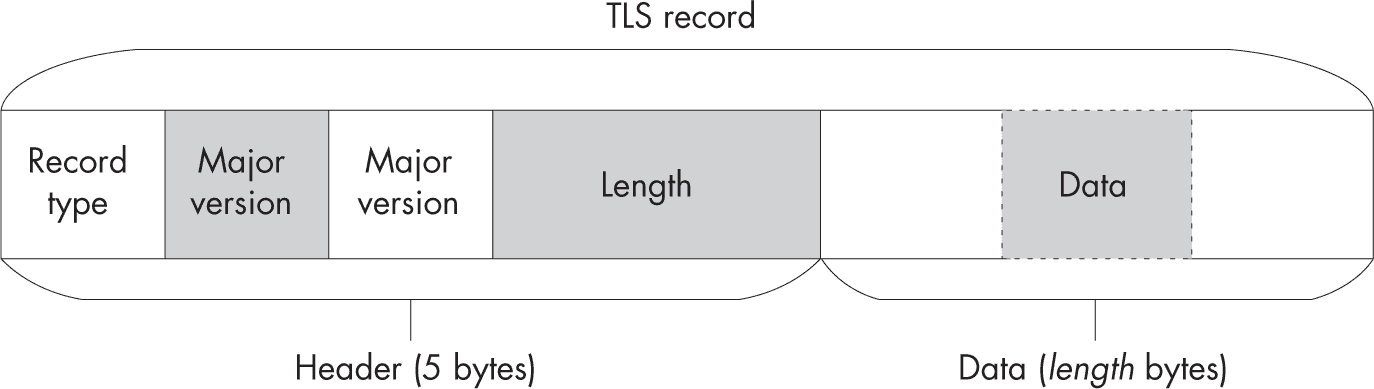 TLS record
Record
type
Major
version
Major
version
Length
Data
Header (5 bytes)
Data (length bytes)